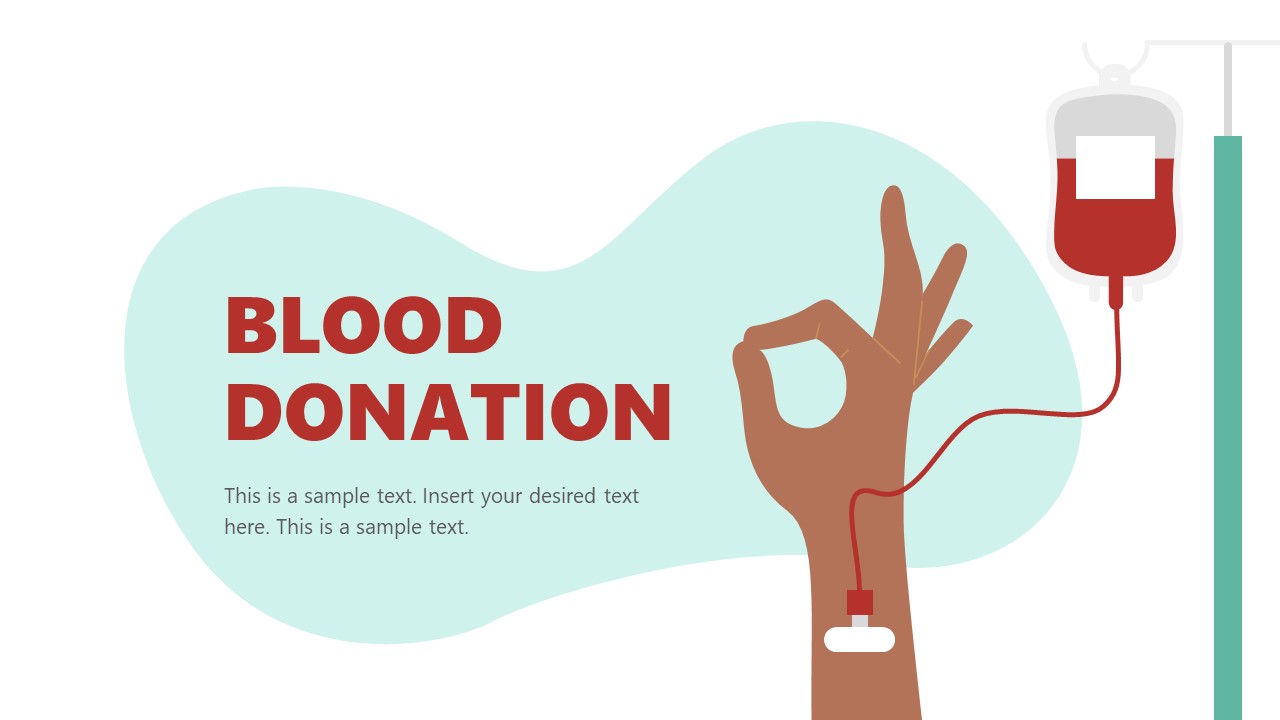 BLOOD
DONATION
This is a sample text. Insert your desired text
here. This is a sample text.